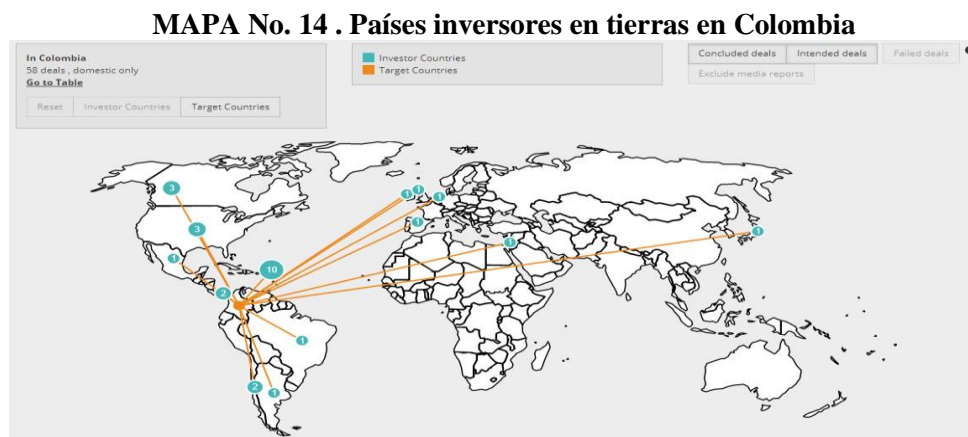 MAPA No. 14 . Países inversores en tierras en Colombia
In Colombia
58 deals , domestic only
Go to Table
Reset
Investor Countries
Target Countries
Investor Countries
Target Countries
Concluded deals
Intended deals
Failed deals
Exclude media reports
3
1
1
1
3
1
1
1
1
10
2
1
2
1